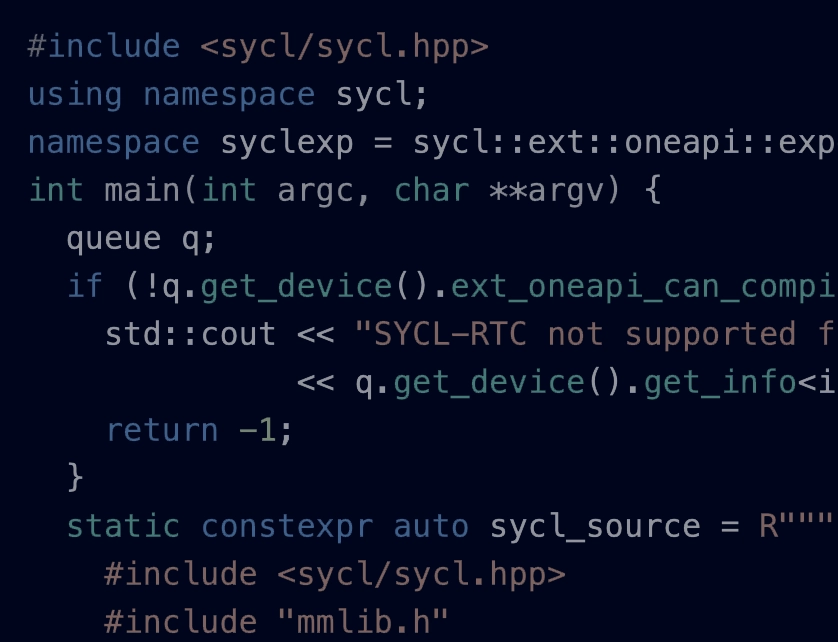 #include <sycl/sycl.hpp>
using namespace sycl;
namespace syclexp = sycl::ext::oneapi::exp
int main(int argc, char **argv) {
  queue q;
  if (!q.get_device().ext_oneapi_can_compi
    std::cout << "SYCL-RTC not supported f
              << q.get_device().get_info<i
    return -1;
  }
  static constexpr auto sycl_source = R"""
    #include <sycl/sycl.hpp>
    #include "mmlib.h"